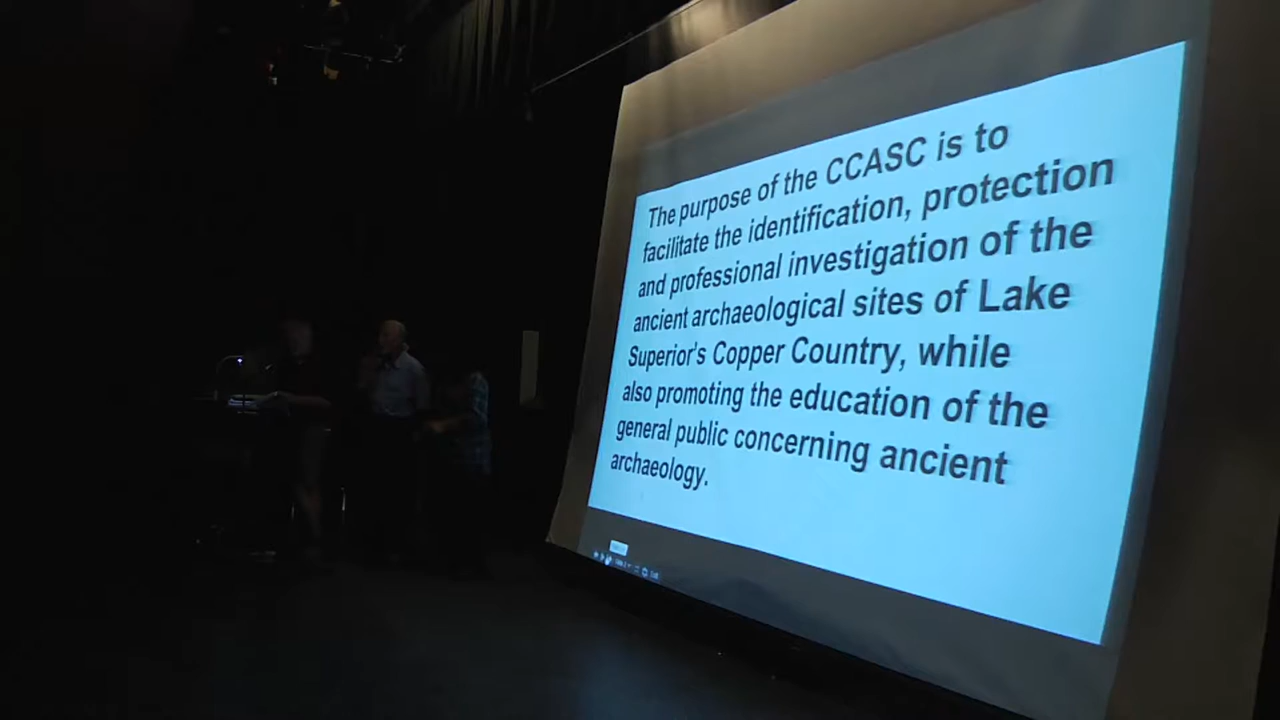 The purpose of the CCASC is to
facilitate the identification, protection
and professional investigation of the
ancient archaeological sites of Lake
Superior's Copper Country, while
also promoting the education of the
general public concerning ancient
archaeology.